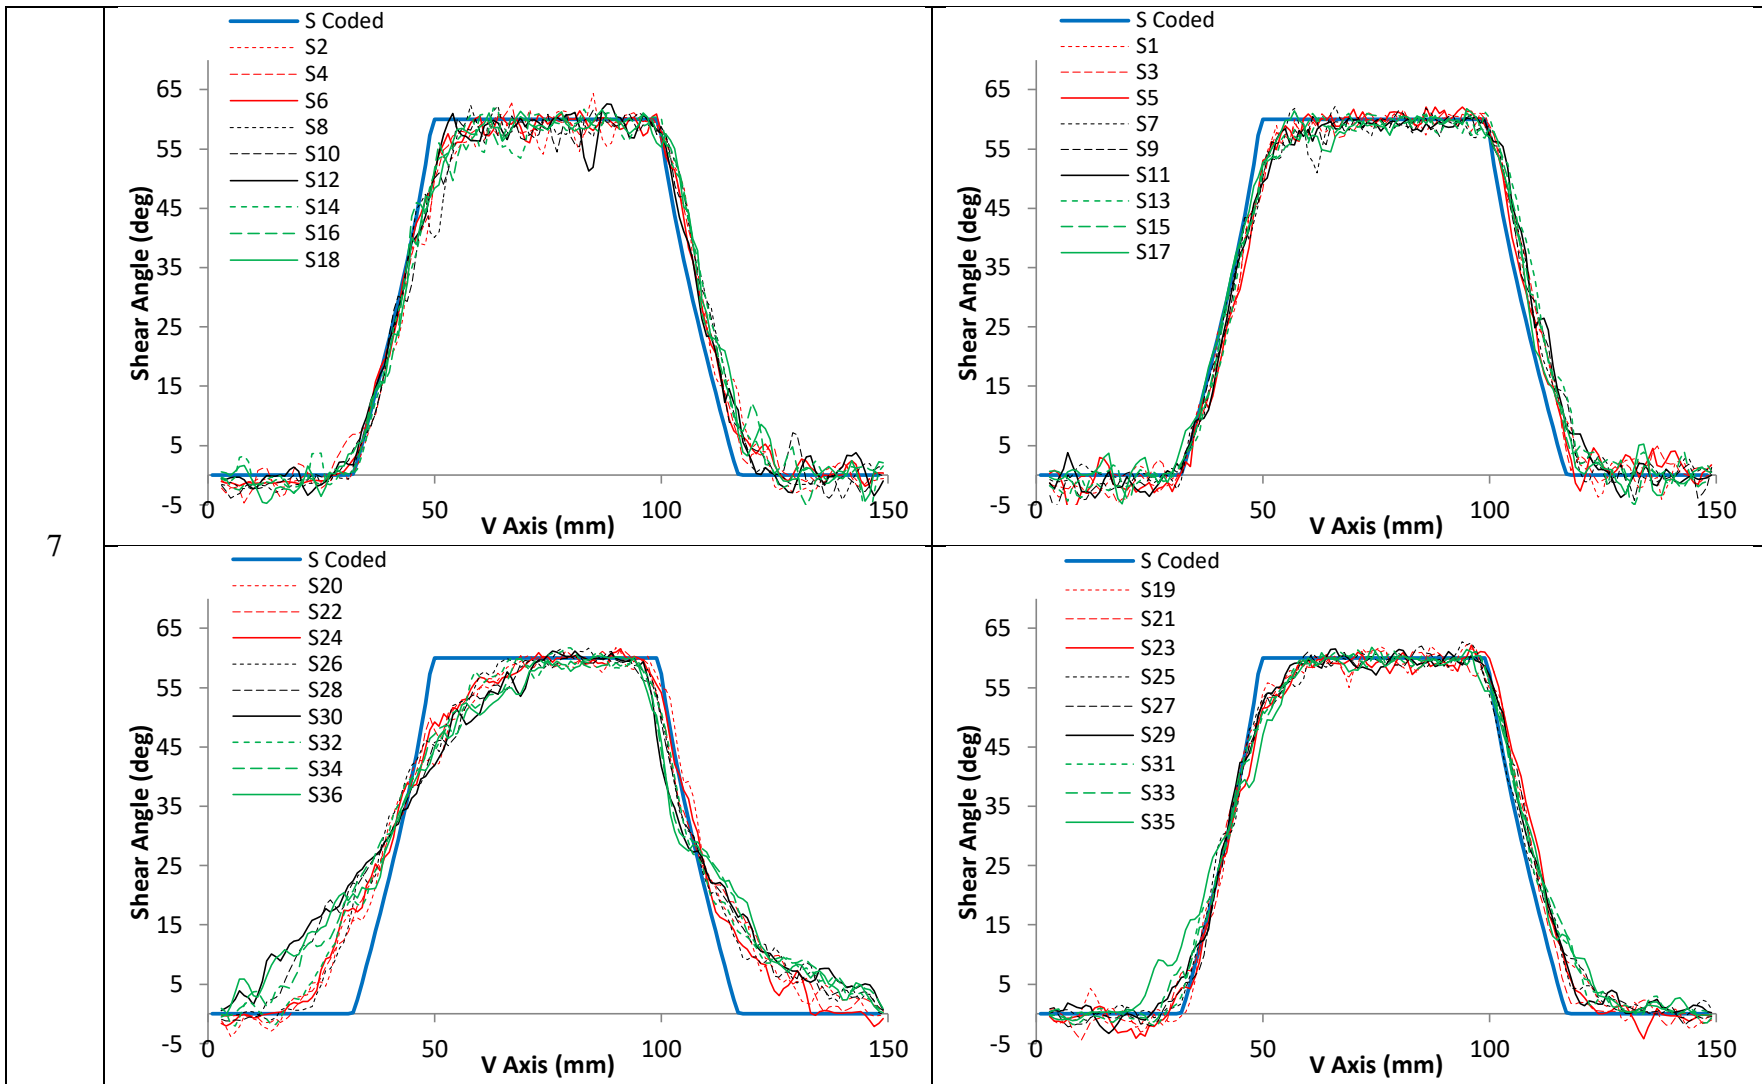 7
S Coded
S2
S4
S6
S8
S10
S12
S14
S16
S18
65
55
45
35
25
15
5
-5
0
50
100
150
Shear Angle (deg)
V Axis (mm)
S Coded
S1
S3
S5
S7
S9
S11
S13
S15
S17
65
55
45
35
25
15
5
-5
0
50
100
150
Shear Angle (deg)
V Axis (mm)
S Coded
S20
S22
S24
S26
S28
S30
S32
S34
S36
65
55
45
35
25
15
5
-5
0
50
100
150
Shear Angle (deg)
V Axis (mm)
S Coded
S19
S21
S23
S25
S27
S29
S31
S33
S35
65
55
45
35
25
15
5
-5
0
50
100
150
Shear Angle (deg)
V Axis (mm)